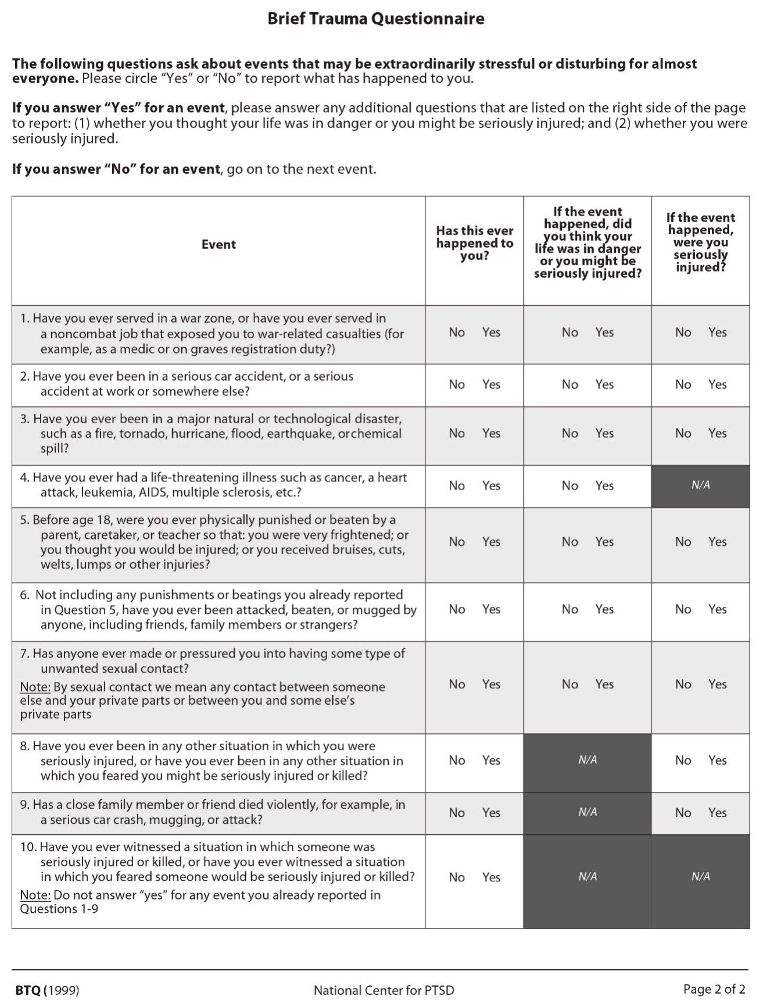 Brief Trauma Questionnaire
The following questions ask about events that may be extraordinarily stressful or disturbing for almost
everyone. Please circle “Yes” or “No” to report what has happened to you.
If you answer “Yes” for an event, please answer any additional questions that are listed on the right side of the page
to report: (1) whether you thought your life was in danger or you might be seriously injured; and (2) whether you were
seriously injured.
If you answer “No” for an event, go on to the next event.
Event
Has this ever
happened to
you?
If the event
happened, did
you think your
life was in danger
or you might be
seriously injured?
If the event
happened,
were you
seriously
injured?
1. Have you ever served in a war zone, or have you ever served in
a noncombat job that exposed you to war-related casualties (for
example, as a medic or on graves registration duty?)
No Yes
No Yes
No Yes
2. Have you ever been in a serious car accident, or a serious
accident at work or somewhere else?
No Yes
No Yes
No Yes
3. Have you ever been in a major natural or technological disaster,
such as a fire, tornado, hurricane, flood, earthquake, orchemical
spill?
No Yes
No Yes
No Yes
4. Have you ever had a life-threatening illness such as cancer, a heart
attack, leukemia, AIDS, multiple sclerosis, etc.?
No Yes
No Yes
N/A
5. Before age 18, were you ever physically punished or beaten by a
parent, caretaker, or teacher so that: you were very frightened; or
you thought you would be injured; or you received bruises, cuts,
welts, lumps or other injuries?
No Yes
No Yes
No Yes
6. Not including any punishments or beatings you already reported
in Question 5, have you ever been attacked, beaten, or mugged by
anyone, including friends, family members or strangers?
No Yes
No Yes
No Yes
7. Has anyone ever made or pressured you into having some type of
unwanted sexual contact?
Note: By sexual contact we mean any contact between someone
else and your private parts or between you and some else’s
private parts
No Yes
No Yes
No Yes
8. Have you ever been in any other situation in which you were
seriously injured, or have you ever been in any other situation in
which you feared you might be seriously injured or killed?
No Yes
N/A
No Yes
9. Has a close family member or friend died violently, for example, in
a serious car crash, mugging, or attack?
No Yes
N/A
No Yes
10. Have you ever witnessed a situation in which someone was
seriously injured or killed, or have you ever witnessed a situation
in which you feared someone would be seriously injured or killed?
Note: Do not answer “yes” for any event you already reported in
Questions 1-9
No Yes
N/A
N/A
BTQ (1999)
National Center for PTSD
Page 2 of 2